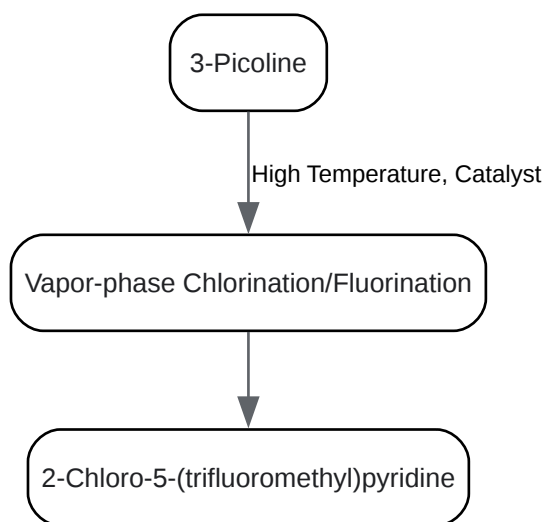 3-Picoline
High Temperature, Catalyst
Vapor-phase Chlorination/Fluorination
2-Chloro-5-(trifluoromethyl)pyridine